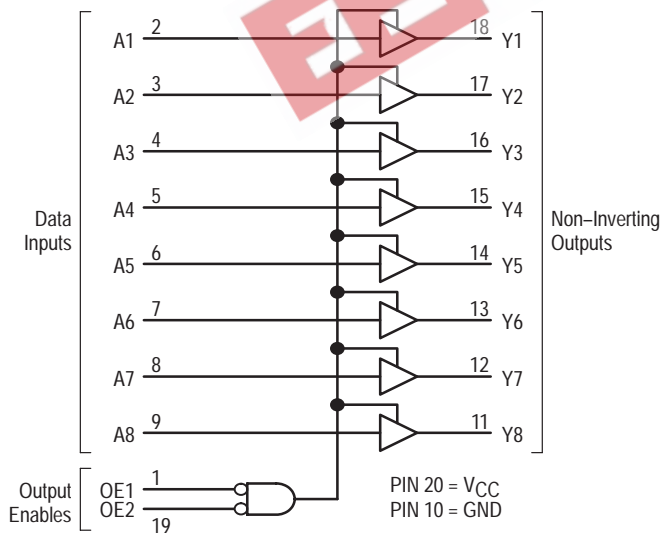 A1 2 18 Y1
A2 3 17 Y2
A3 4 16 Y3
A4 5 15 Y4
Data Inputs
Non–Inverting Outputs
A5 6 14 Y5
A6 7 13 Y6
A7 8 12 Y7
A8 9 11 Y8
Output Enables
OE1 1
OE2 19
PIN 20 = VCC
PIN 10 = GND